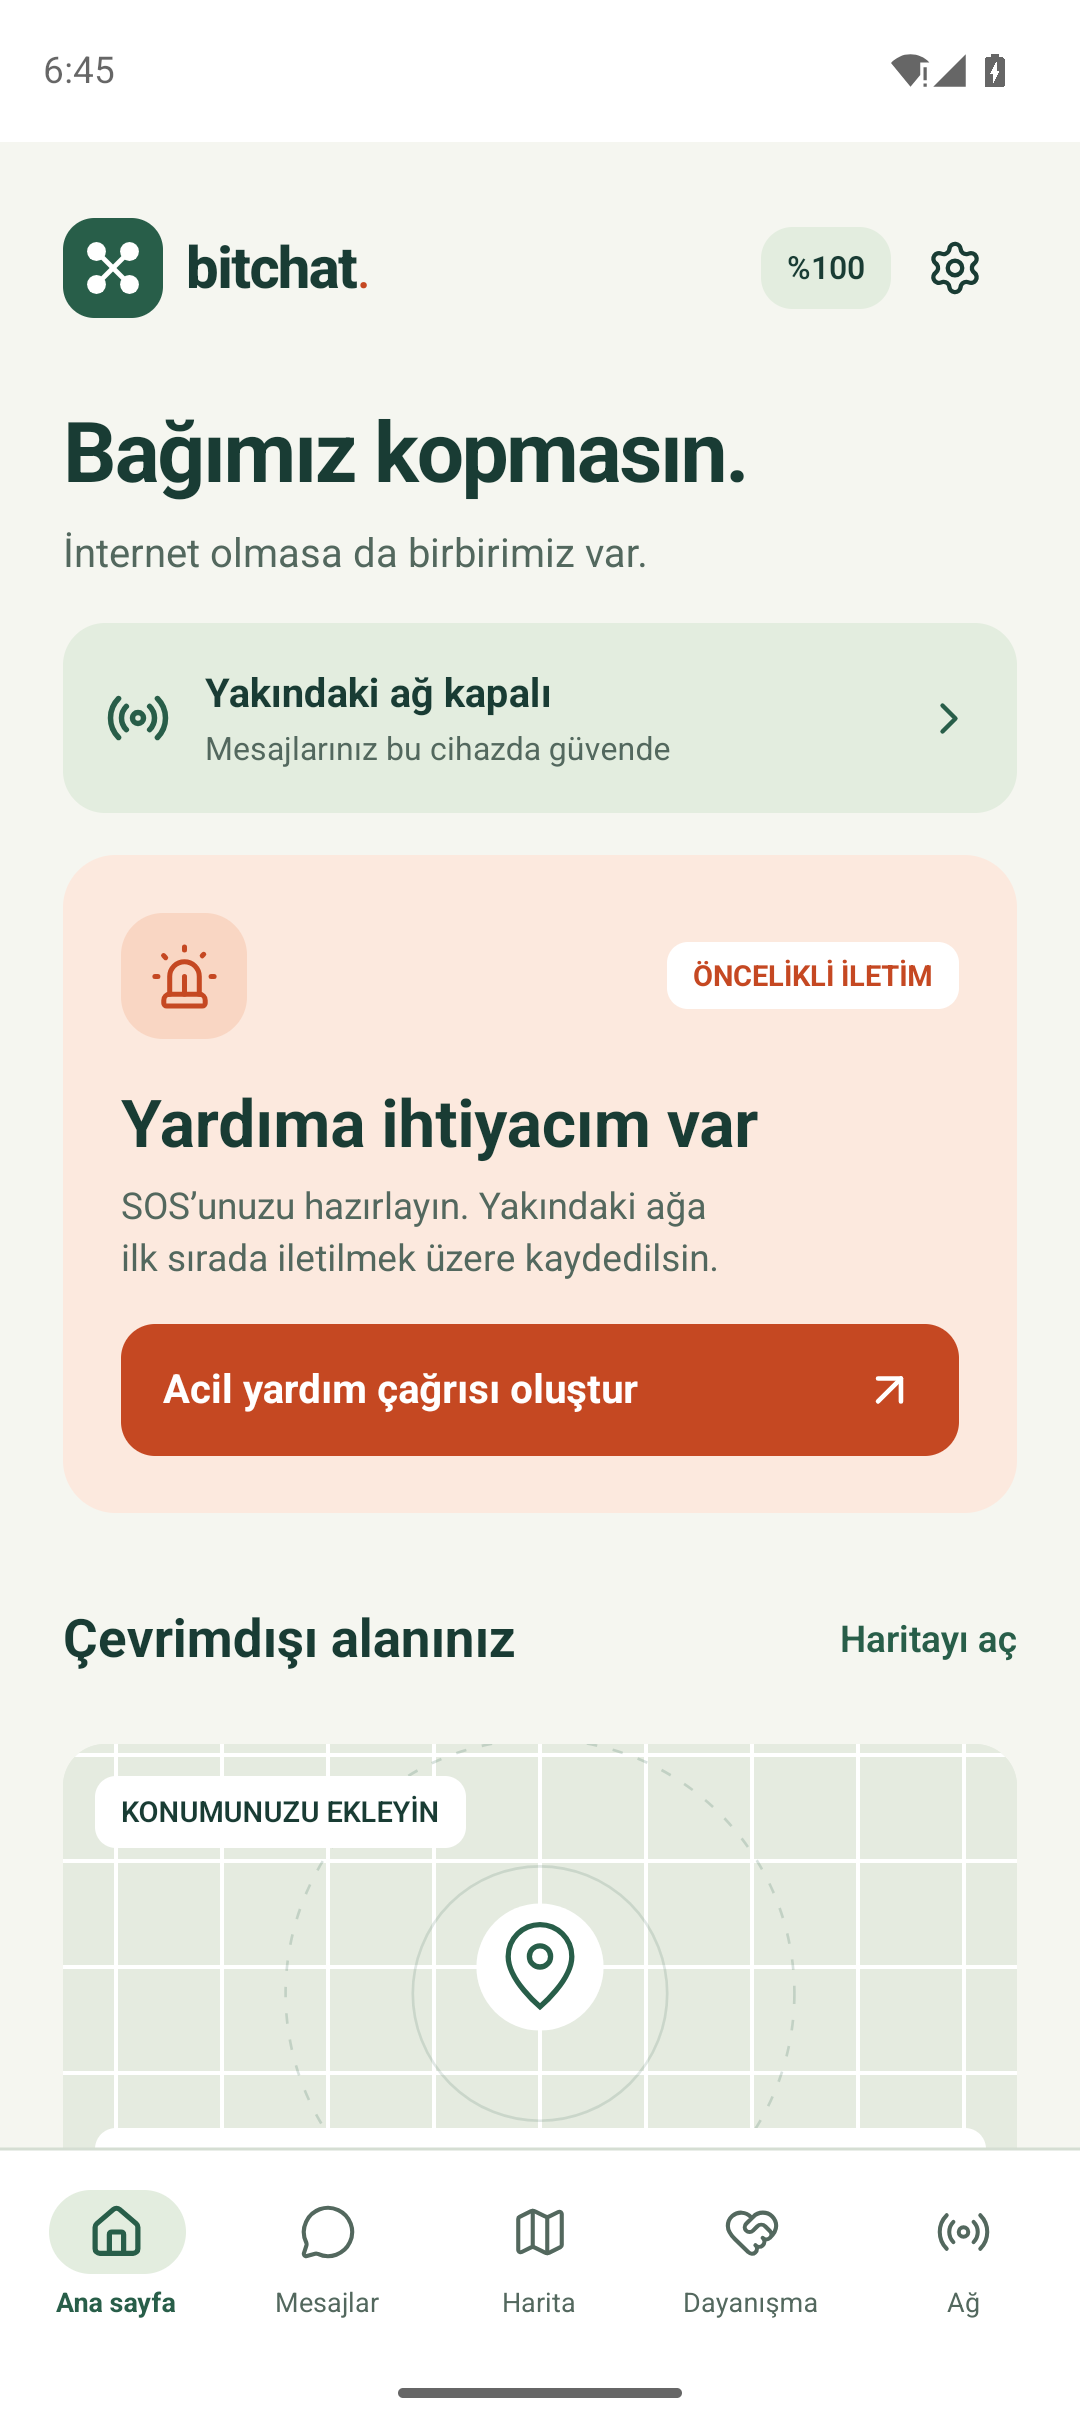 6:45
bitchat.
%100
Bağımız kopmasın.
İnternet olmasa da birbirimiz var.
Yakındaki ağ kapalı
Mesajlarınız bu cihazda güvende
ÖNCELİKLİ İLETİM
Yardıma ihtiyacım var
SOS’unuzu hazırlayın. Yakındaki ağa
ilk sırada iletilmek üzere kaydedilsin.
Acil yardım çağrısı oluştur
Çevrimdışı alanınız
Haritayı aç
KONUMUNUZU EKLEYİN
Ana sayfa
Mesajlar
Harita
Dayanışma
Ağ